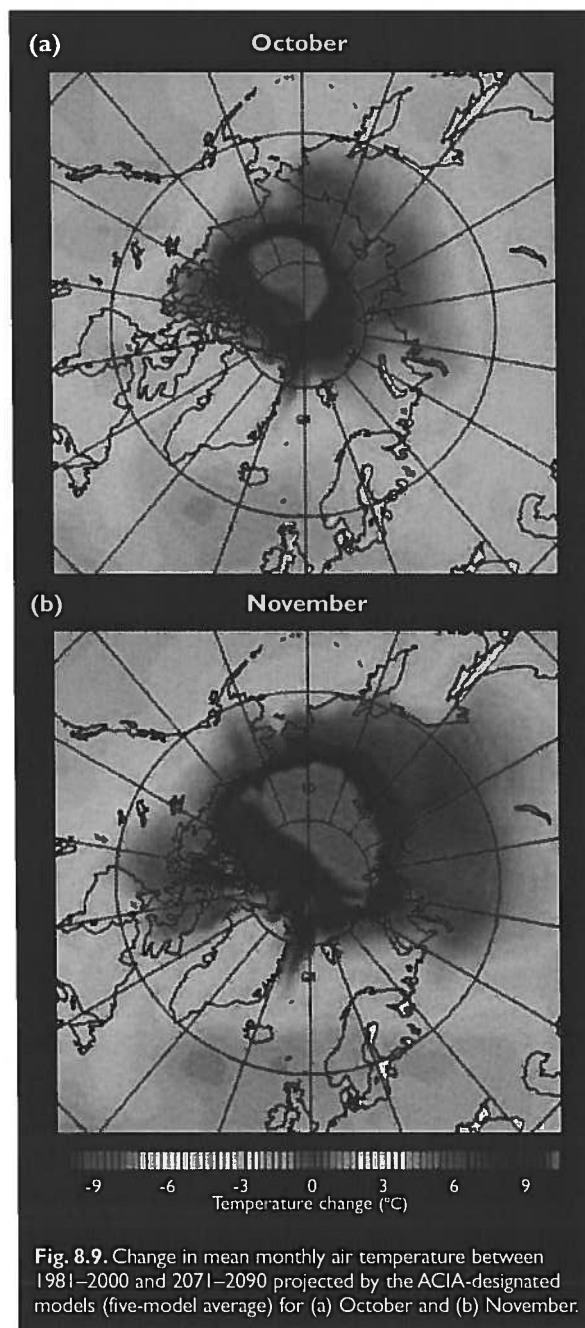 (a) October
(b) November
-9 -6 -3 0 3 6 9
Temperature change (°C)
Fig. 8.9. Change in mean monthly air temperature between
1981–2000 and 2071–2090 projected by the ACIA-designated
models (five-model average) for (a) October and (b) November.